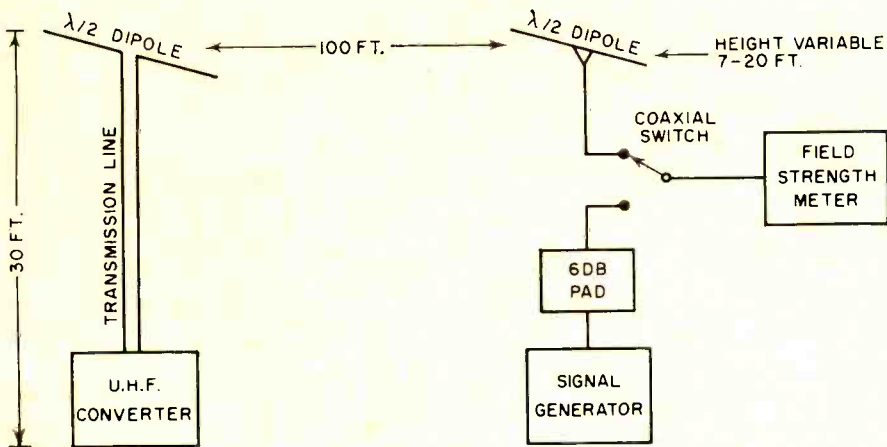 λ/2 DIPOLE
100 FT.
λ/2 DIPOLE
HEIGHT VARIABLE
7-20 FT.
COAXIAL
SWITCH
FIELD
STRENGTH
METER
30 FT.
TRANSMISSION LINE
6DB
PAD
U.H.F.
CONVERTER
SIGNAL
GENERATOR